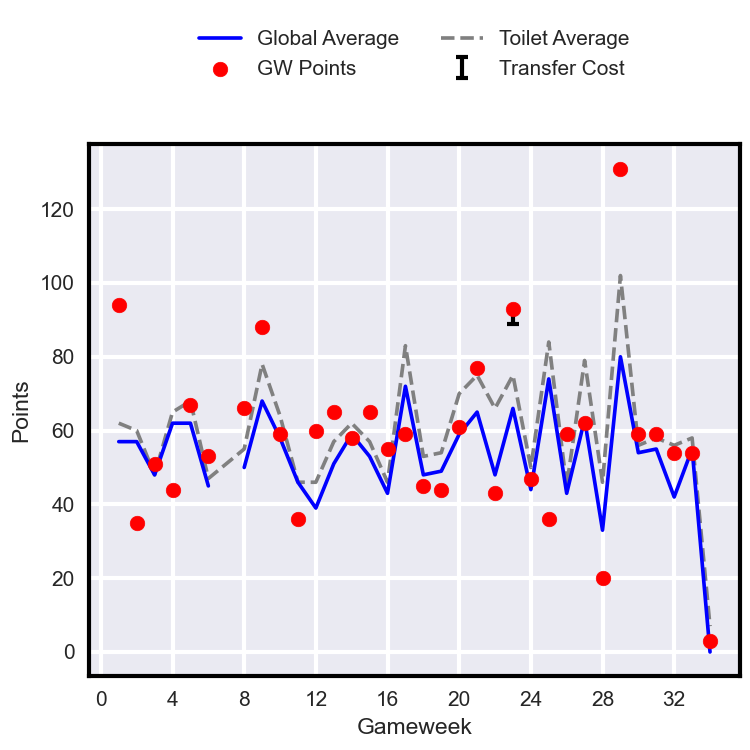 Global Average
Toilet Average
GW Points
Transfer Cost
Points
120
100
80
60
40
20
0
0 4 8 12 16 20 24 28 32
Gameweek